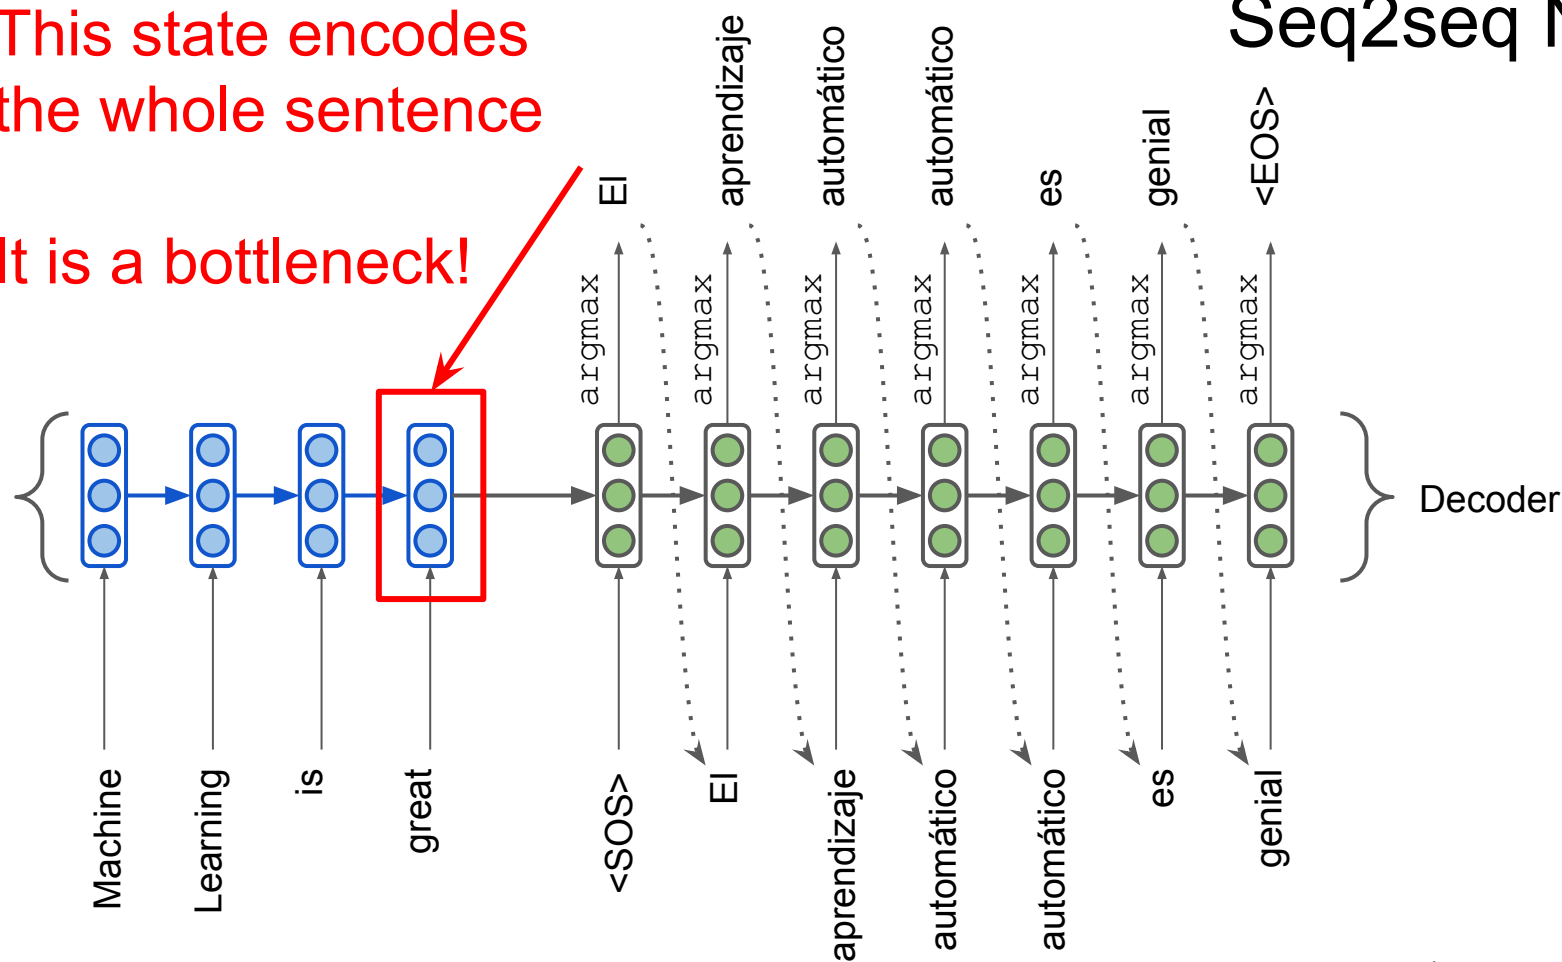 This state encodes
the whole sentence
It is a bottleneck!
Seq2seq N
El
aprendizaje
automático
automático
es
genial
<EOS>
argmax
argmax
argmax
argmax
argmax
argmax
argmax
Decoder
Machine
Learning
is
great
<SOS>
El
aprendizaje
automático
automático
es
genial